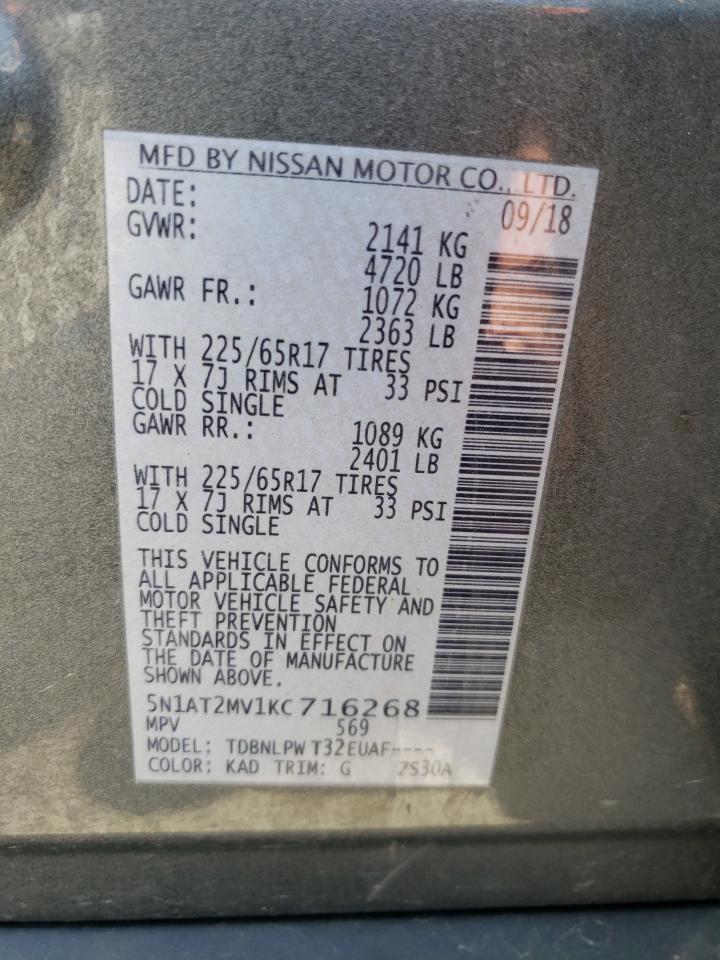 MFD BY NISSAN MOTOR CO., LTD.
DATE: 09/18
GVWR: 2141 KG
4720 LB
GAWR FR.: 1072 KG
2363 LB
WITH 225/65R17 TIRES
17 X 7J RIMS AT 33 PSI
COLD SINGLE
GAWR RR.: 1089 KG
2401 LB
WITH 225/65R17 TIRES
17 X 7J RIMS AT 33 PSI
COLD SINGLE
THIS VEHICLE CONFORMS TO
ALL APPLICABLE FEDERAL
MOTOR VEHICLE SAFETY AND
THEFT PREVENTION
STANDARDS IN EFFECT ON
THE DATE OF MANUFACTURE
SHOWN ABOVE.
5N1AT2MV1KC716268
MPV 569
MODEL: TDBNLPW T32EUAF----
COLOR: KAD TRIM: G ZS30A